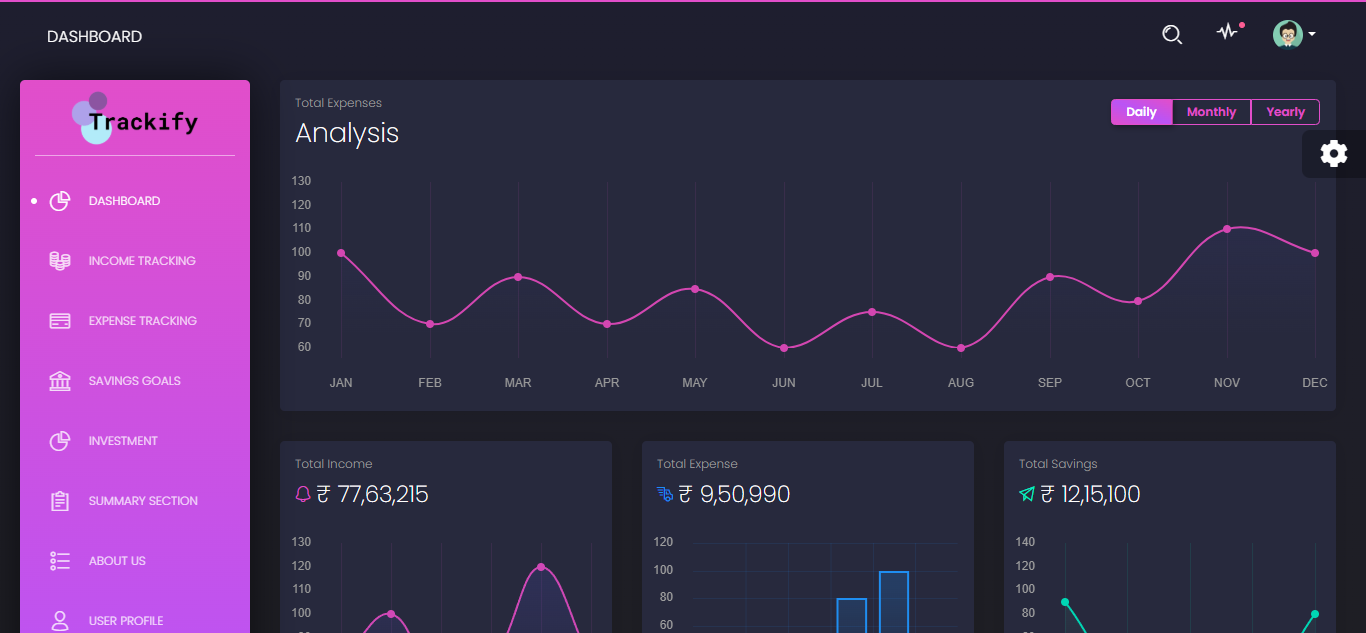 DASHBOARD
Trackify
DASHBOARD
INCOME TRACKING
EXPENSE TRACKING
SAVINGS GOALS
INVESTMENT
SUMMARY SECTION
ABOUT US
USER PROFILE
Total Expenses
Analysis
Daily Monthly Yearly
130
120
110
100
90
80
70
60
JAN FEB MAR APR MAY JUN JUL AUG SEP OCT NOV DEC
Total Income
₹ 77,63,215
130
120
110
100
Total Expense
₹ 9,50,990
120
100
80
60
Total Savings
₹ 12,15,100
140
120
100
80